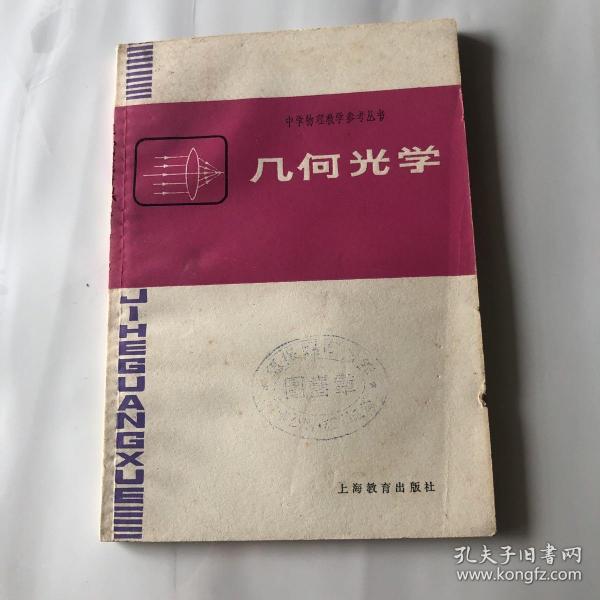 中学物理教学参考丛书
几何光学
JIHEGUANGXUE
图书章
上海教育出版社
孔夫子旧书网
www.kongfz.com